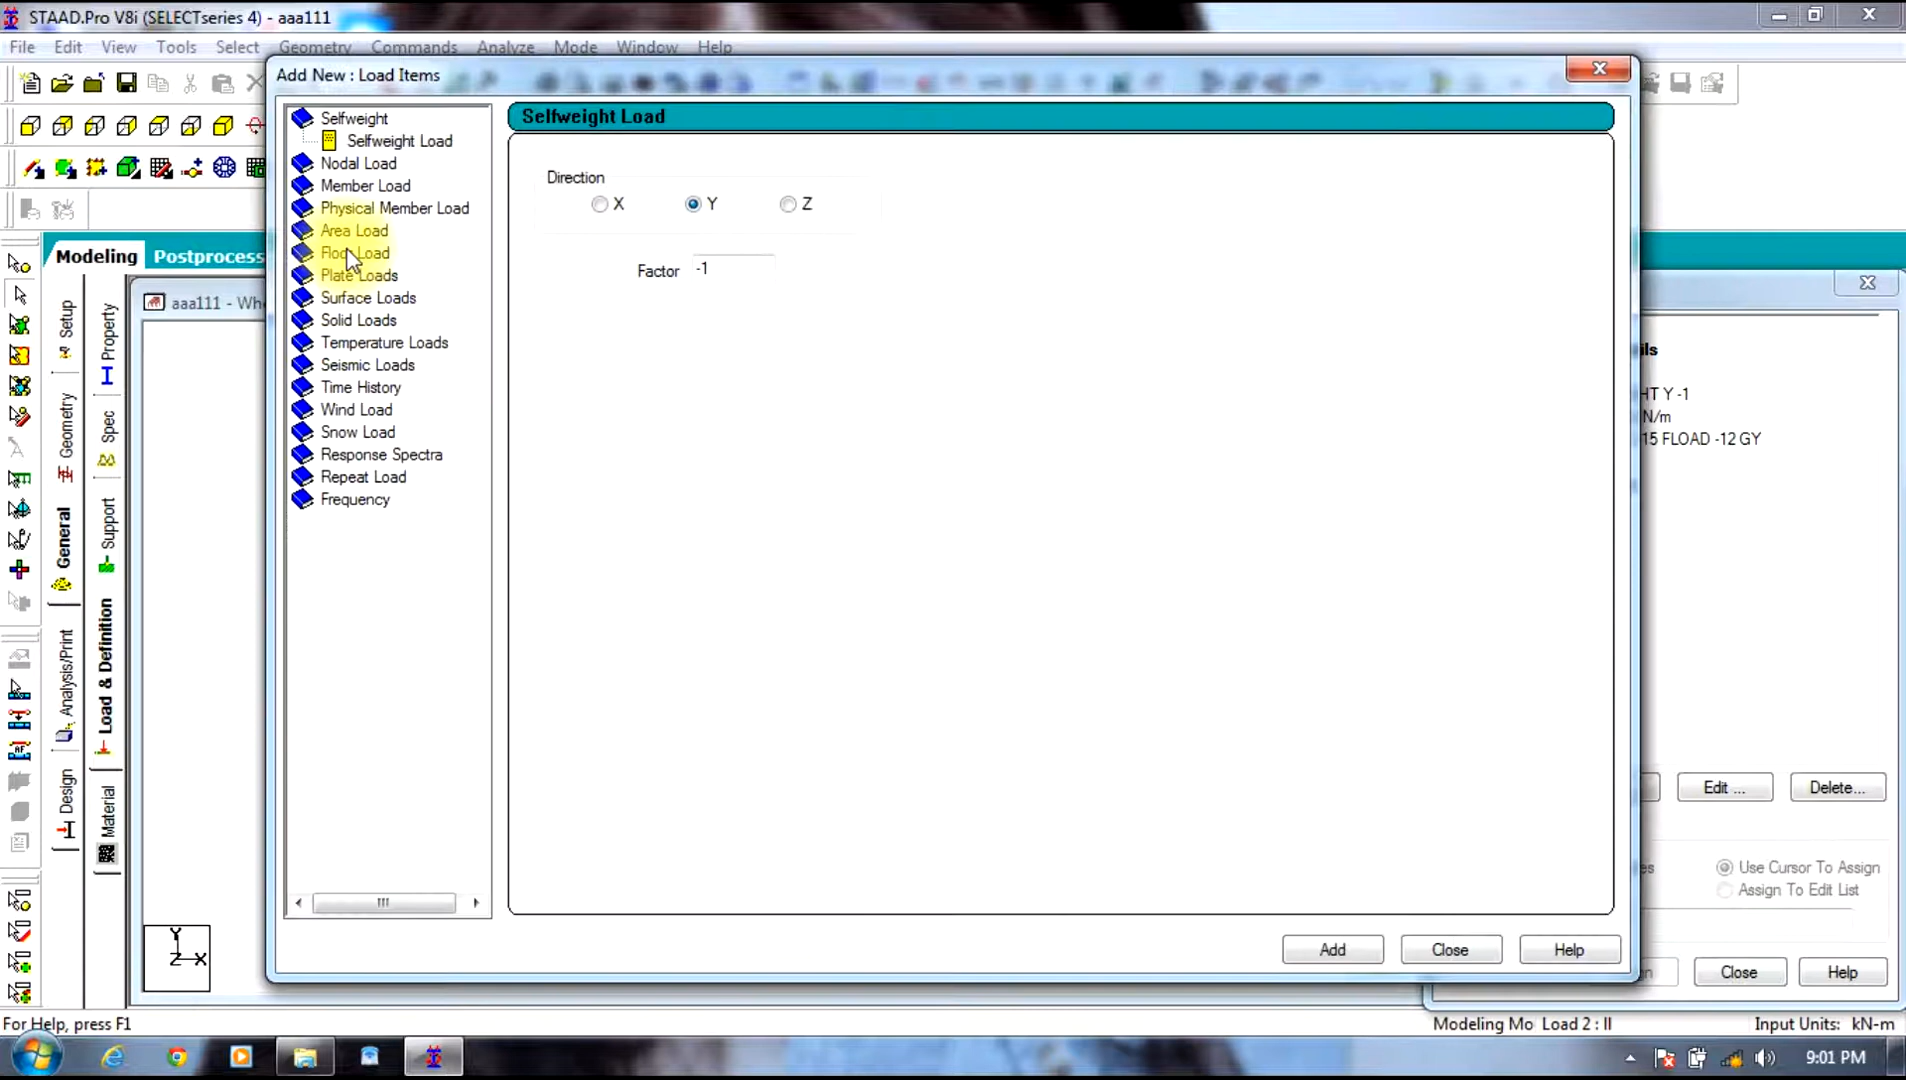 STAAD.Pro V8i (SELECTseries 4) - aaa111
File Edit View Tools Select Geometry Commands Analyze Mode Window Help
Add New : Load Items
Selfweight
Selfweight Load
Nodal Load
Member Load
Physical Member Load
Area Load
Floor Load
Plate Loads
Surface Loads
Solid Loads
Temperature Loads
Seismic Loads
Time History
Wind Load
Snow Load
Response Spectra
Repeat Load
Frequency
Selfweight Load
Direction
X Y Z
Factor -1
Add Close Help
Modeling Postprocess
aaa111 - Wh
Setup
Geometry
General
Analysis/Print
Design
Property
Spec
Support
Load & Definition
Material
AF
Y
Z X
ils
HT Y -1
N/m
15 FLOAD -12 GY
Edit ... Delete...
es Use Cursor To Assign
Assign To Edit List
n Close Help
For Help, press F1
Modeling Mo Load 2 : ll Input Units: kN-m
9:01 PM